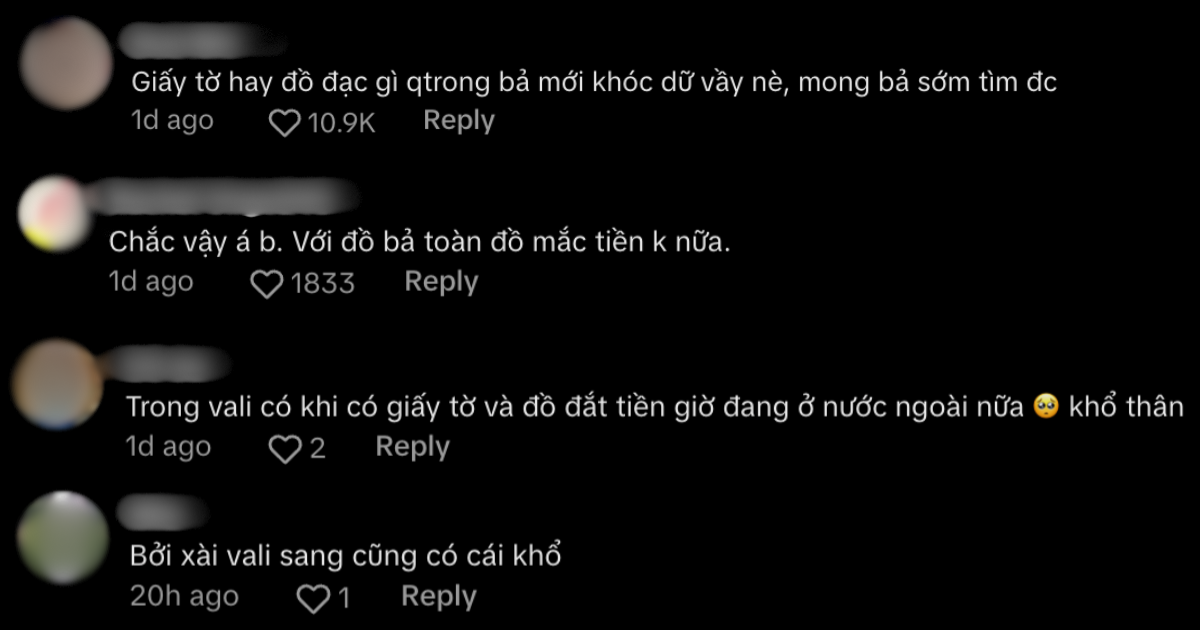 Giấy tờ hay đồ đạc gì qtrong bả mới khóc dữ vầy nè, mong bả sớm tìm đc
1d ago 10.9K Reply
Chắc vậy á b. Với đồ bả toàn đồ mắc tiền k nữa.
1d ago 1833 Reply
Trong vali có khi có giấy tờ và đồ đắt tiền giờ đang ở nước ngoài nữa 🥺 khổ thân
1d ago 2 Reply
Bởi xài vali sang cũng có cái khổ
20h ago 1 Reply